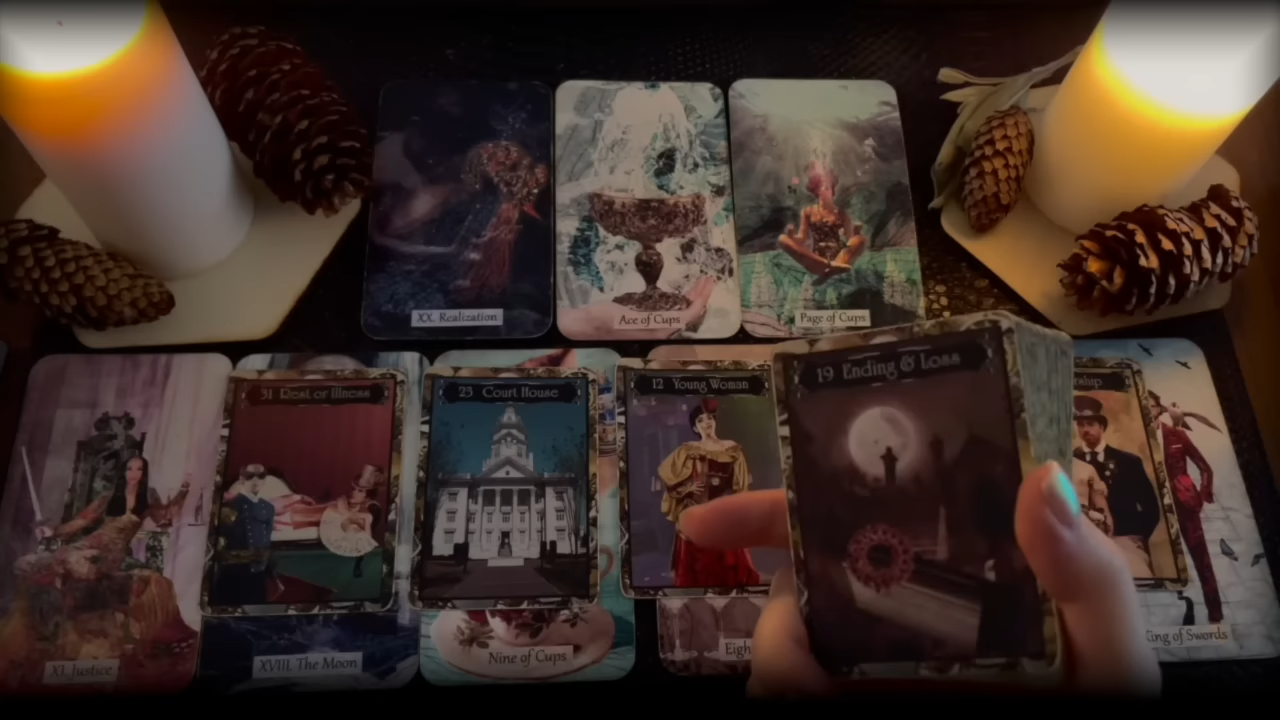 XX. Realization
Ace of Cups
Page of Cups
31 Rest or Illness
23 Court House
12 Young Woman
19 Ending & Loss
XI. Justice
XVIII. The Moon
Nine of Cups
Eigh
King of Swords